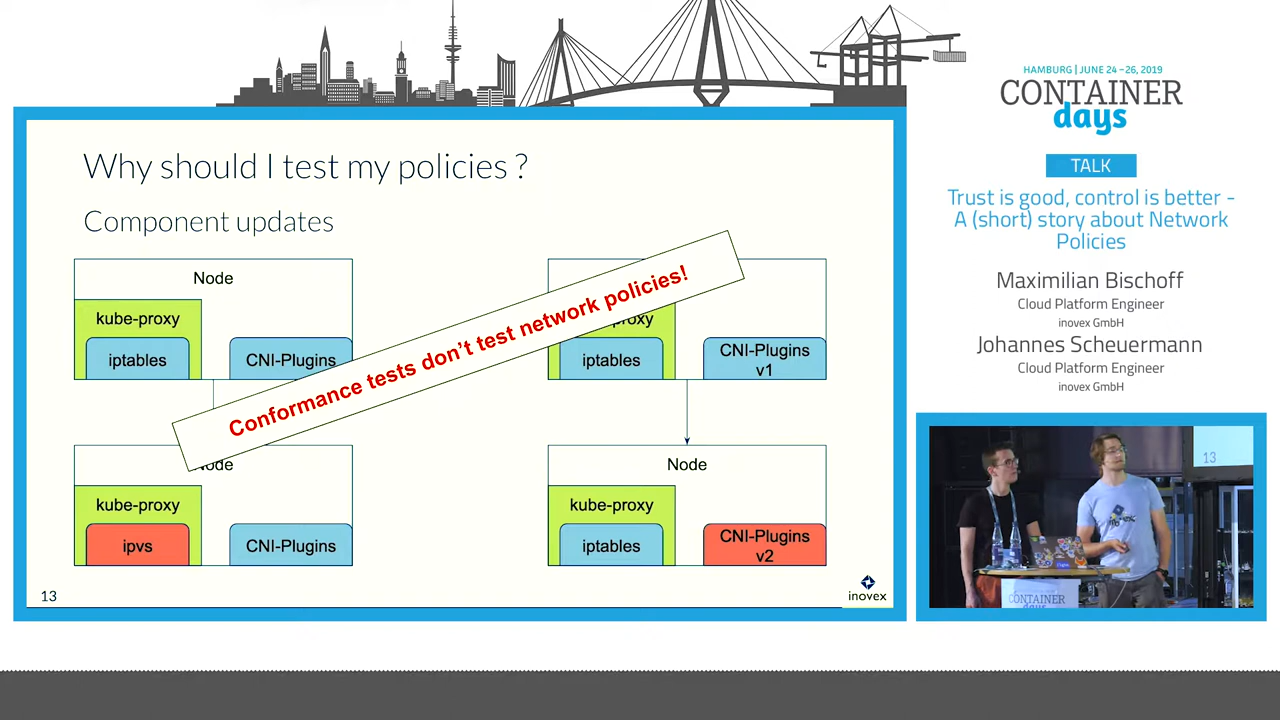 HAMBURG | JUNE 24 – 26, 2019
CONTAINER
days
TALK
Trust is good, control is better -
A (short) story about Network
Policies
Maximilian Bischoff
Cloud Platform Engineer
inovex GmbH
Johannes Scheuermann
Cloud Platform Engineer
inovex GmbH
Why should I test my policies ?
Component updates
Node
kube-proxy
iptables
CNI-Plugins
Conformance tests don't test network policies!
iptables
CNI-Plugins
v1
Node
kube-proxy
ipvs
CNI-Plugins
Node
kube-proxy
iptables
CNI-Plugins
v2
13
inovex
13
CONTAINER
days